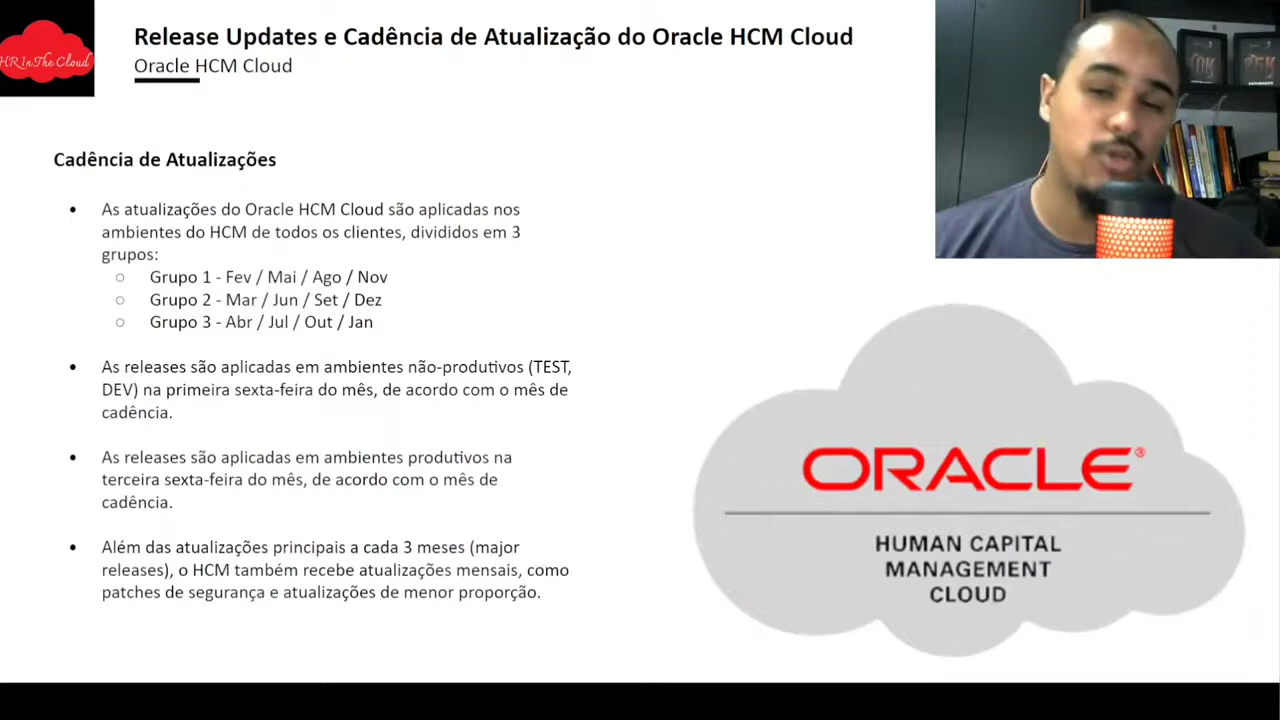 HR In The Cloud
Release Updates e Cadência de Atualização do Oracle HCM Cloud
Oracle HCM Cloud
Cadência de Atualizações
• As atualizações do Oracle HCM Cloud são aplicadas nos
ambientes do HCM de todos os clientes, divididos em 3
grupos:
○ Grupo 1 - Fev / Mai / Ago / Nov
○ Grupo 2 - Mar / Jun / Set / Dez
○ Grupo 3 - Abr / Jul / Out / Jan
• As releases são aplicadas em ambientes não-produtivos (TEST,
DEV) na primeira sexta-feira do mês, de acordo com o mês de
cadência.
• As releases são aplicadas em ambientes produtivos na
terceira sexta-feira do mês, de acordo com o mês de
cadência.
• Além das atualizações principais a cada 3 meses (major
releases), o HCM também recebe atualizações mensais, como
patches de segurança e atualizações de menor proporção.
10K
25K
ORACLE®
HUMAN CAPITAL
MANAGEMENT
CLOUD